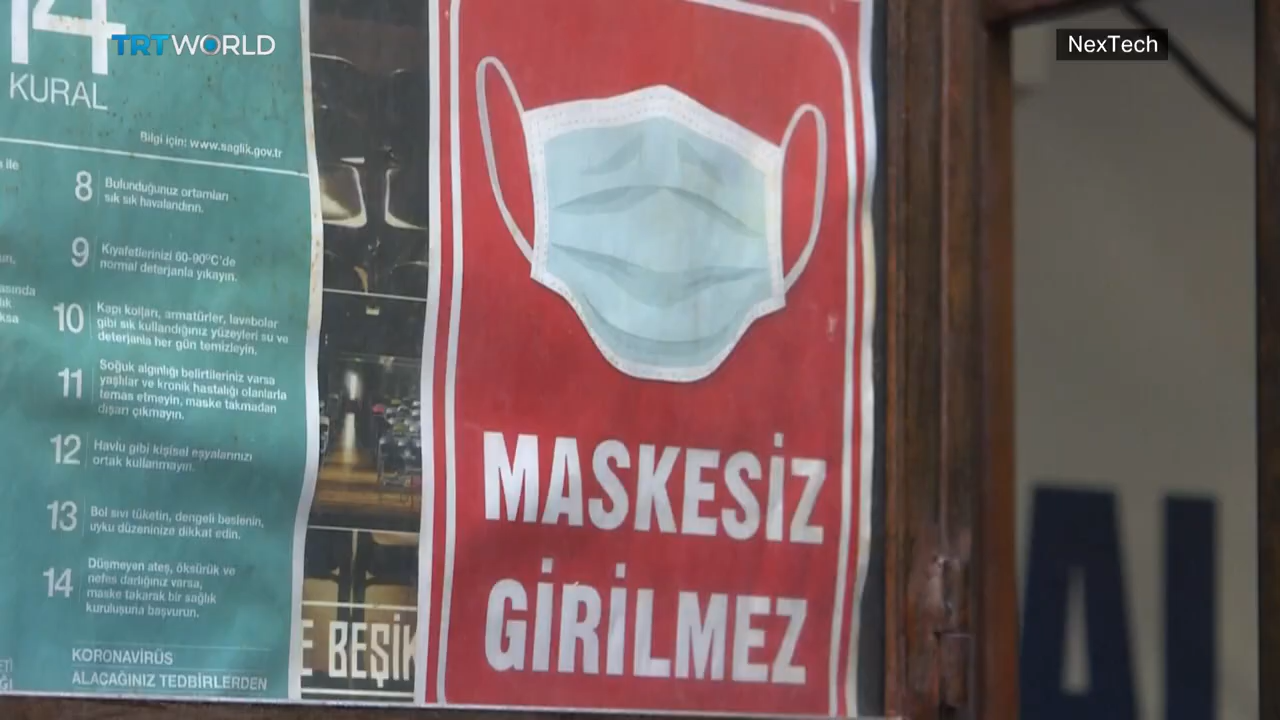 14
TRT WORLD
KURAL
Bilgi için: www.saglik.gov.tr
ile
8 Bulunduğunuz ortamları
sık sık havalandırın.
9 Kıyafetlerinizi 60-90°C'de
normal deterjanla yıkayın.
10 Kapı kolları, armatürler, lavabolar
gibi sık kullandığınız yüzeyleri su ve
deterjanla her gün temizleyin.
11 Soğuk algınlığı belirtileriniz varsa
yaşlılar ve kronik hastalığı olanlarla
temas etmeyin, maske takmadan
dışarı çıkmayın.
12 Havlu gibi kişisel eşyalarınızı
ortak kullanmayın.
13 Bol sıvı tüketin, dengeli beslenin,
uyku düzeninize dikkat edin.
14 Düşmeyen ateş, öksürük ve
nefes darlığınız varsa,
maske takarak bir sağlık
kuruluşuna başvurun.
KORONAVİRÜS
ALACAĞINIZ TEDBİRLERDEN
E BEŞİK
MASKESİZ
GİRİLMEZ
NexTech